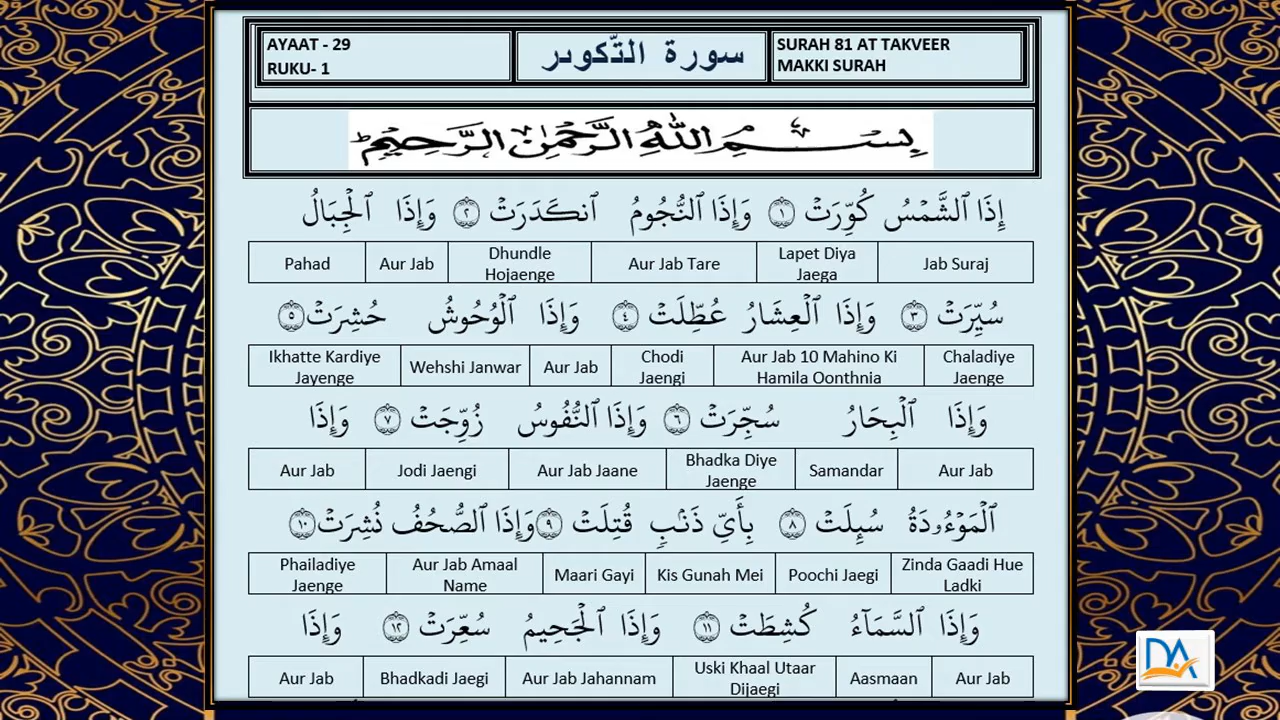 AYAAT - 29
RUKU- 1
سورة التّكوير
SURAH 81 AT TAKVEER
MAKKI SURAH
بِسْمِ اللّٰهِ الرَّحْمٰنِ الرَّحِيْمِ ط
إِذَا ٱلشَّمۡسُ كُوِّرَتۡ ١ وَإِذَا ٱلنُّجُومُ ٱنكَدَرَتۡ ٢ وَإِذَا ٱلۡجِبَالُ
Pahad | Aur Jab | Dhundle Hojaenge | Aur Jab Tare | Lapet Diya Jaega | Jab Suraj
سُيِّرَتۡ ٣ وَإِذَا ٱلۡعِشَارُ عُطِّلَتۡ ٤ وَإِذَا ٱلۡوُحُوشُ حُشِرَتۡ ٥
Ikhatte Kardiye Jayenge | Wehshi Janwar | Aur Jab | Chodi Jaengi | Aur Jab 10 Mahino Ki Hamila Oonthnia | Chaladiye Jaenge
وَإِذَا ٱلۡبِحَارُ سُجِّرَتۡ ٦ وَإِذَا ٱلنُّفُوسُ زُوِّجَتۡ ٧ وَإِذَا
Aur Jab | Jodi Jaengi | Aur Jab Jaane | Bhadka Diye Jaenge | Samandar | Aur Jab
ٱلۡمَوۡءُۥدَةُ سُئِلَتۡ ٨ بِأَيِّ ذَنۢبٖ قُتِلَتۡ ٩ وَإِذَا ٱلصُّحُفُ نُشِرَتۡ ١٠
Phailadiye Jaenge | Aur Jab Amaal Name | Maari Gayi | Kis Gunah Mei | Poochi Jaegi | Zinda Gaadi Hue Ladki
وَإِذَا ٱلسَّمَآءُ كُشِطَتۡ ١١ وَإِذَا ٱلۡجَحِيمُ سُعِّرَتۡ ١٢ وَإِذَا
Aur Jab | Bhadkadi Jaegi | Aur Jab Jahannam | Uski Khaal Utaar Dijaegi | Aasmaan | Aur Jab
DA